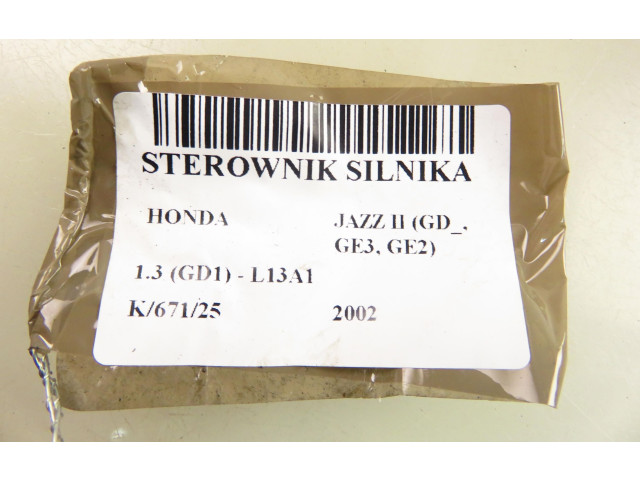 STEROWNIK SILNIKA
HONDA JAZZ II (GD_,
GE3, GE2)
1.3 (GD1) - L13A1
K/671/25 2002